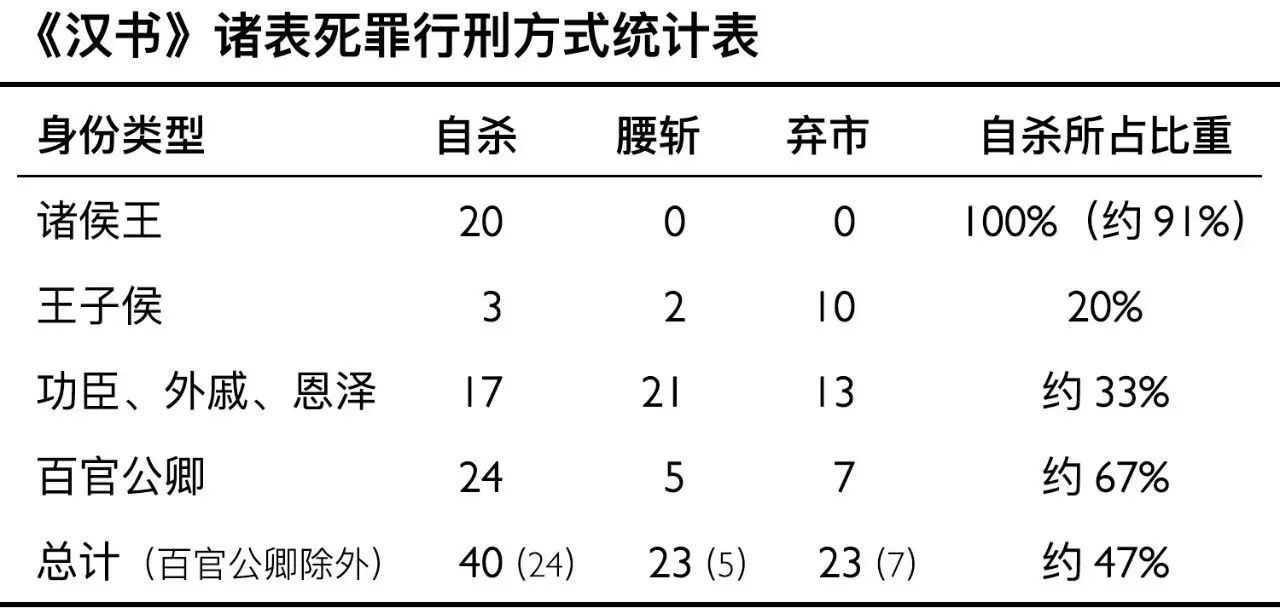 《汉书》诸表死罪行刑方式统计表
身份类型 自杀 腰斩 弃市 自杀所占比重
诸侯王 20 0 0 100%（约 91%）
王子侯 3 2 10 20%
功臣、外戚、恩泽 17 21 13 约 33%
百官公卿 24 5 7 约 67%
总计（百官公卿除外） 40 (24) 23 (5) 23 (7) 约 47%